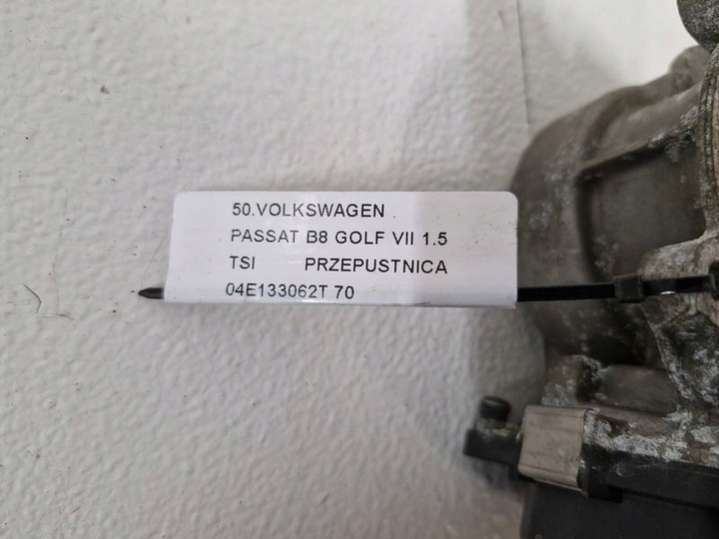 50.VOLKSWAGEN
PASSAT B8 GOLF VII 1.5
TSI PRZEPUSTNICA
04E133062T 70